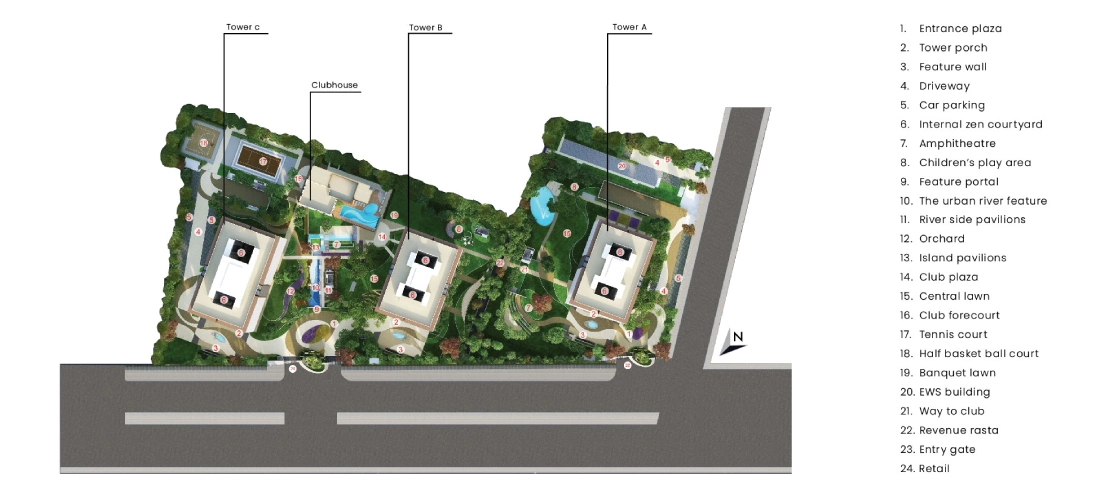 Tower c
Tower B
Tower A
Clubhouse
N
1. Entrance plaza
2. Tower porch
3. Feature wall
4. Driveway
5. Car parking
6. Internal zen courtyard
7. Amphitheatre
8. Children's play area
9. Feature portal
10. The urban river feature
11. River side pavilions
12. Orchard
13. Island pavilions
14. Club plaza
15. Central lawn
16. Club forecourt
17. Tennis court
18. Half basket ball court
19. Banquet lawn
20. EWS building
21. Way to club
22. Revenue rasta
23. Entry gate
24. Retail